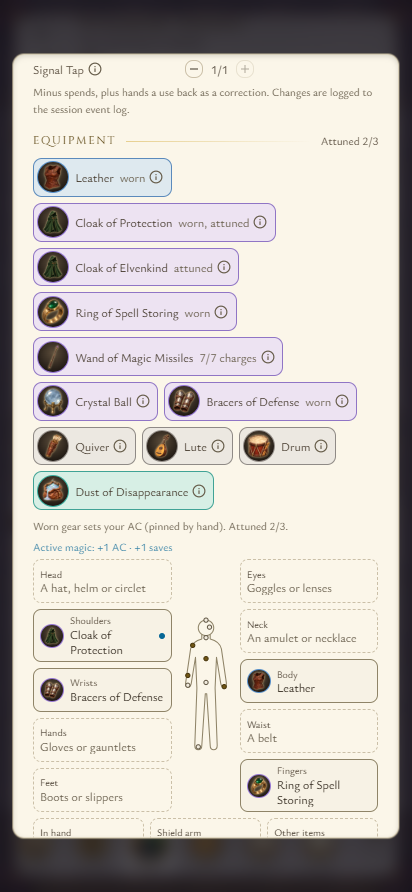 Signal Tap
1/1
Minus spends, plus hands a use back as a correction. Changes are logged to
the session event log.
EQUIPMENT
Attuned 2/3
Leather worn
Cloak of Protection worn, attuned
Cloak of Elvenkind attuned
Ring of Spell Storing worn
Wand of Magic Missiles 7/7 charges
Crystal Ball
Bracers of Defense worn
Quiver
Lute
Drum
Dust of Disappearance
Worn gear sets your AC (pinned by hand). Attuned 2/3.
Active magic: +1 AC · +1 saves
Head
A hat, helm or circlet
Eyes
Goggles or lenses
Shoulders
Cloak of
Protection
Neck
An amulet or necklace
Wrists
Bracers of Defense
Body
Leather
Hands
Gloves or gauntlets
Waist
A belt
Feet
Boots or slippers
Fingers
Ring of Spell
Storing
In hand
Shield arm
Other items